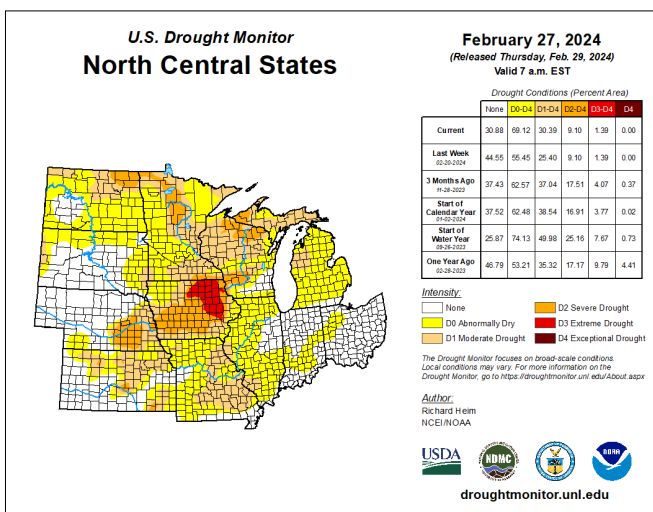 U.S. Drought Monitor
North Central States
February 27, 2024
(Released Thursday, Feb. 29, 2024)
Valid 7 a.m. EST
Drought Conditions (Percent Area)
None D0-D4 D1-D4 D2-D4 D3-D4 D4
Current 30.88 69.12 30.39 9.10 1.39 0.00
Last Week
02-20-2024 44.55 55.45 25.40 9.10 1.39 0.00
3 Months Ago
11-28-2023 37.43 62.57 37.04 17.51 4.07 0.37
Start of
Calendar Year
01-02-2024 37.52 62.48 38.54 16.91 3.77 0.02
Start of
Water Year
09-26-2023 25.87 74.13 49.98 25.16 7.67 0.73
One Year Ago
02-28-2023 46.79 53.21 35.32 17.17 9.79 4.41
Intensity:
None
D0 Abnormally Dry
D1 Moderate Drought
D2 Severe Drought
D3 Extreme Drought
D4 Exceptional Drought
The Drought Monitor focuses on broad-scale conditions.
Local conditions may vary. For more information on the
Drought Monitor, go to https://droughtmonitor.unl.edu/About.aspx
Author:
Richard Heim
NCEI/NOAA
USDA
NDMC
NOAA
droughtmonitor.unl.edu